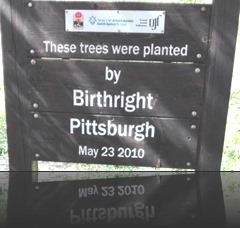 These trees were planted
by
Birthright
Pittsburgh
May 23 2010